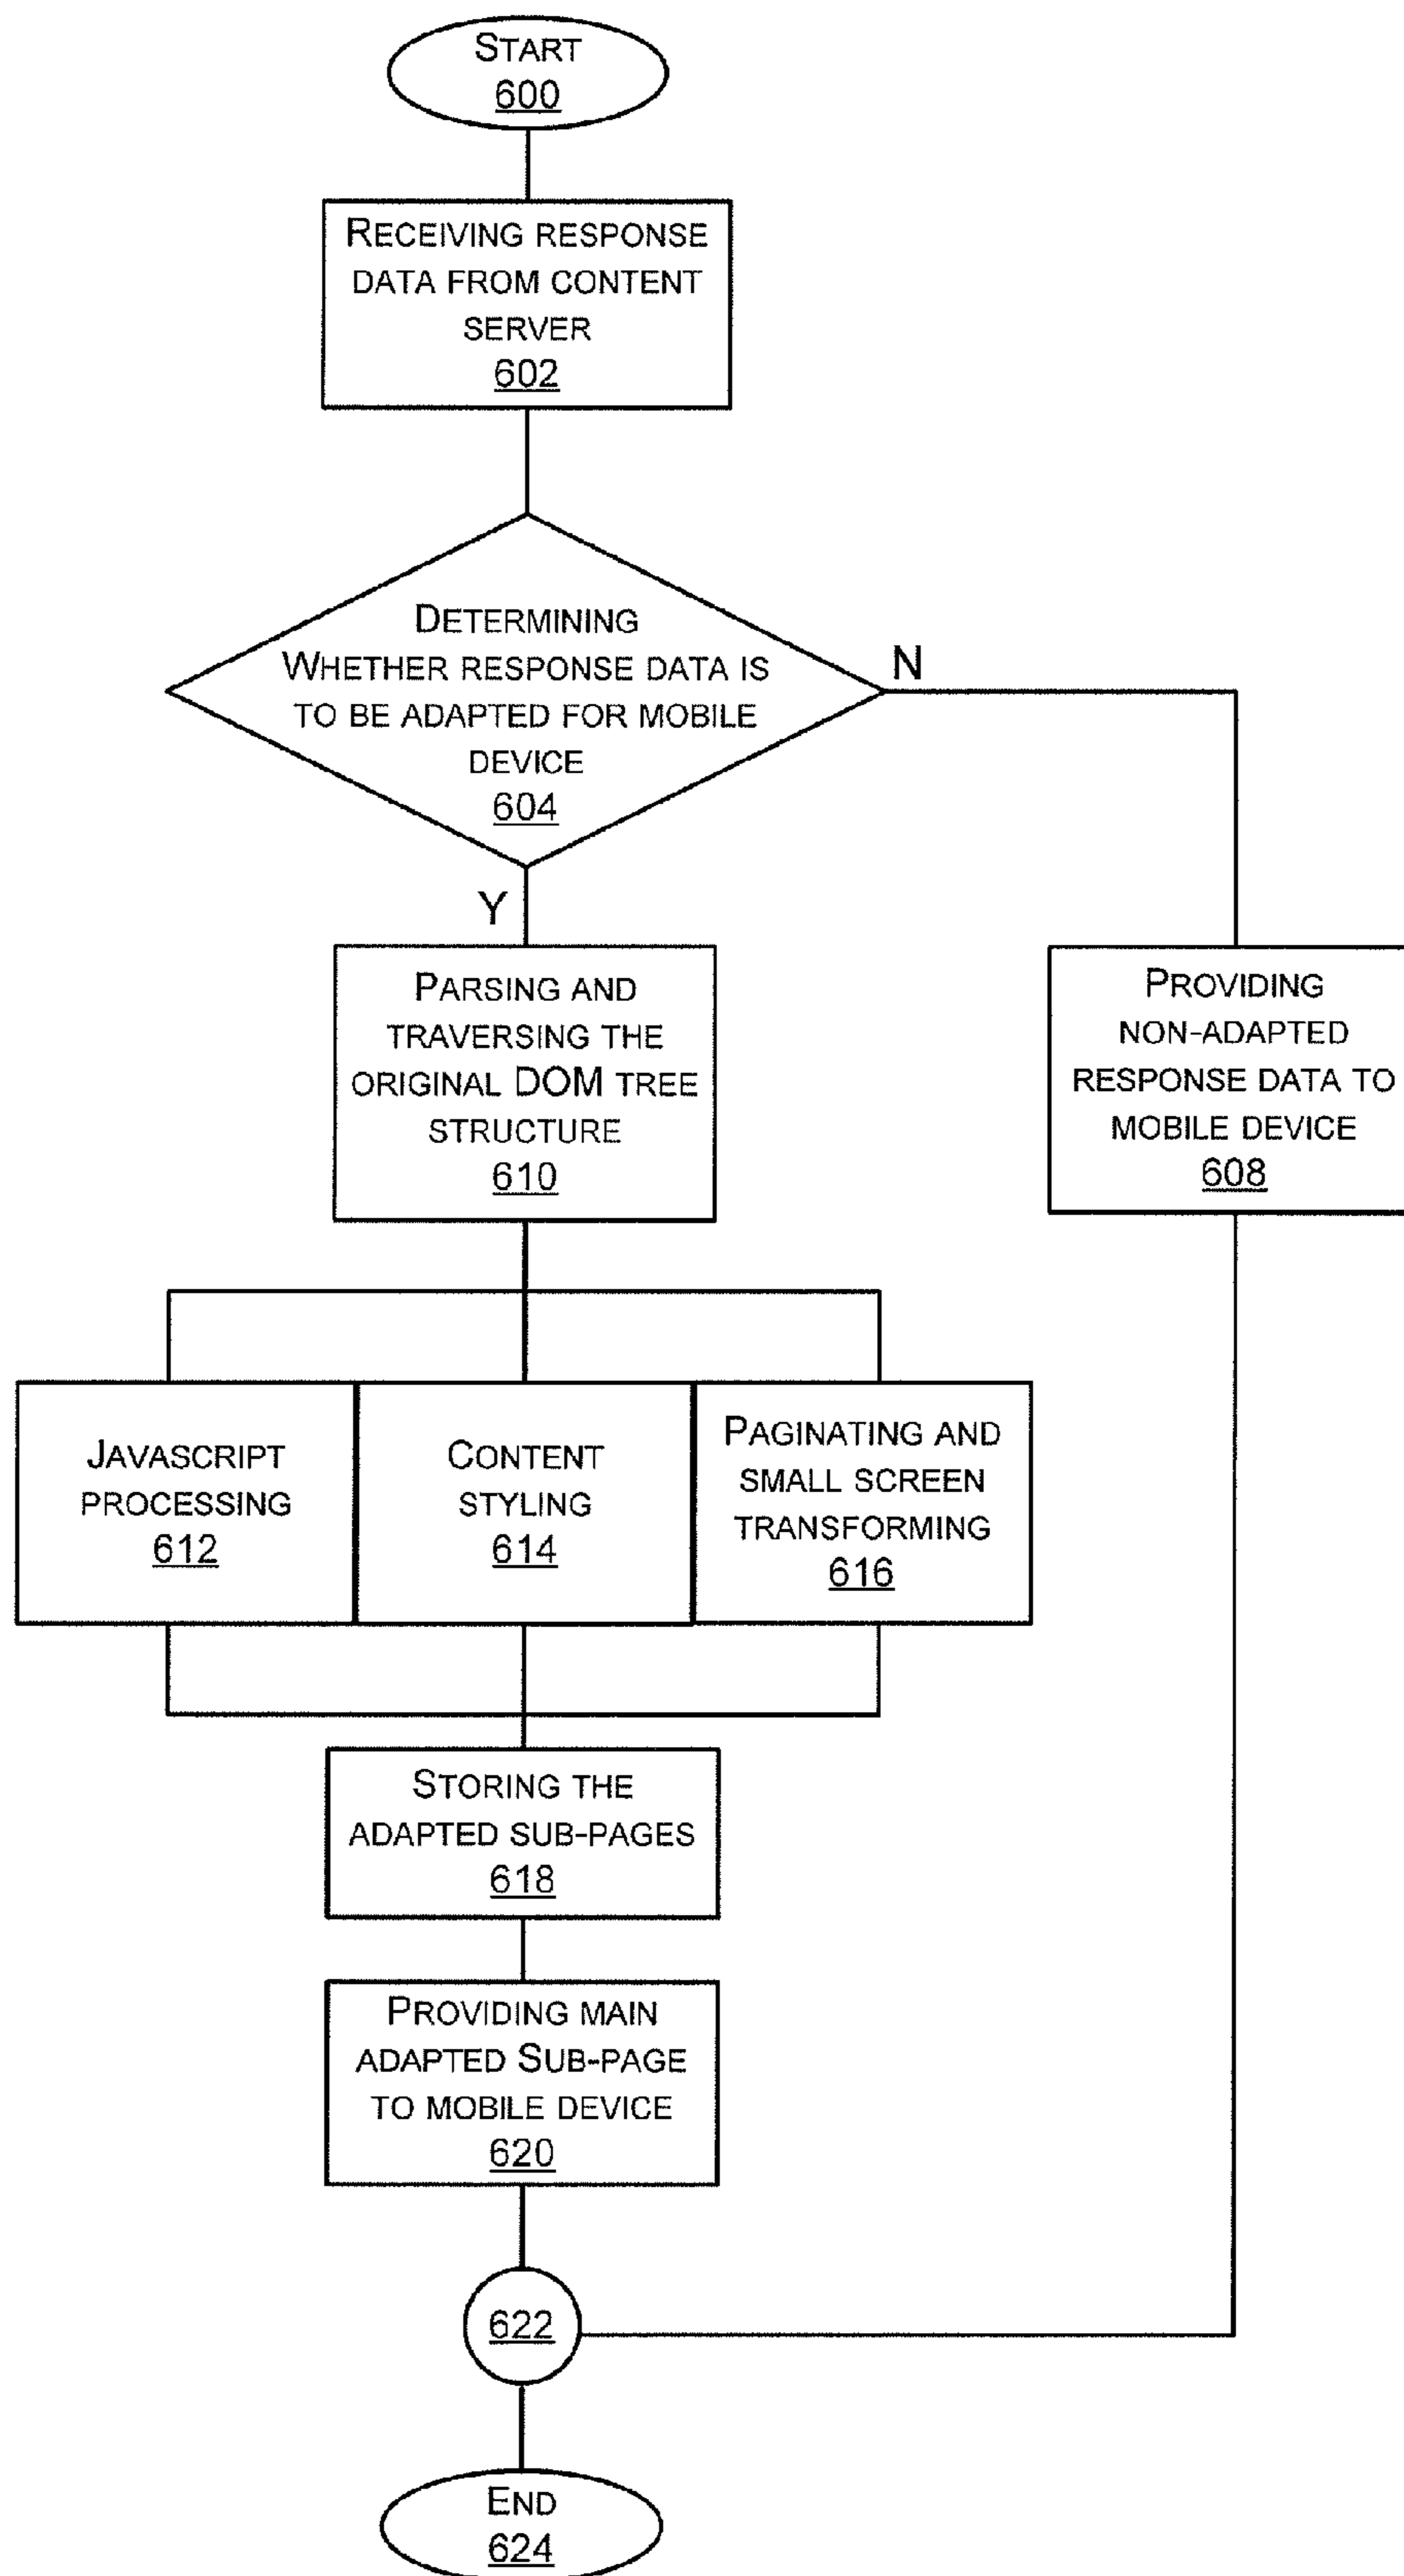 START
600
RECEIVING RESPONSE
DATA FROM CONTENT
SERVER
602
DETERMINING
WHETHER RESPONSE DATA IS
TO BE ADAPTED FOR MOBILE
DEVICE
604
N
Y
PARSING AND
TRAVERSING THE
ORIGINAL DOM TREE
STRUCTURE
610
PROVIDING
NON-ADAPTED
RESPONSE DATA TO
MOBILE DEVICE
608
JAVASCRIPT
PROCESSING
612
CONTENT
STYLING
614
PAGINATING AND
SMALL SCREEN
TRANSFORMING
616
STORING THE
ADAPTED SUB-PAGES
618
PROVIDING MAIN
ADAPTED SUB-PAGE
TO MOBILE DEVICE
620
622
END
624